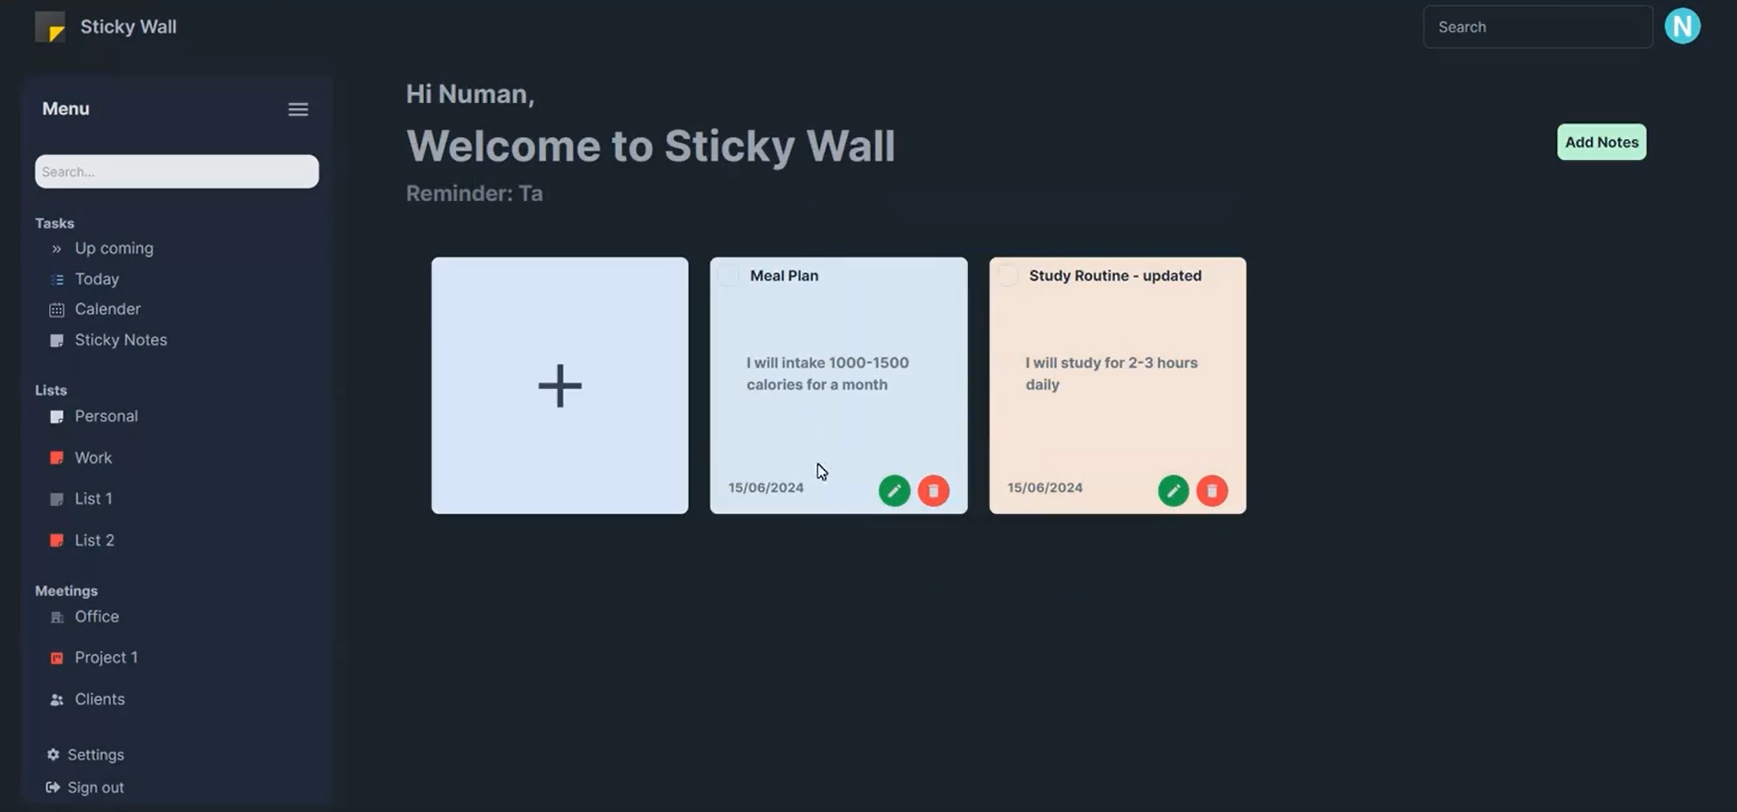 Sticky Wall
Search
N
Menu
Search...
Tasks
Up coming
Today
Calender
Sticky Notes
Lists
Personal
Work
List 1
List 2
Meetings
Office
Project 1
Clients
Settings
Sign out
Hi Numan,
Welcome to Sticky Wall
Reminder: Ta
Add Notes
Meal Plan
I will intake 1000-1500
calories for a month
15/06/2024
Study Routine - updated
I will study for 2-3 hours
daily
15/06/2024